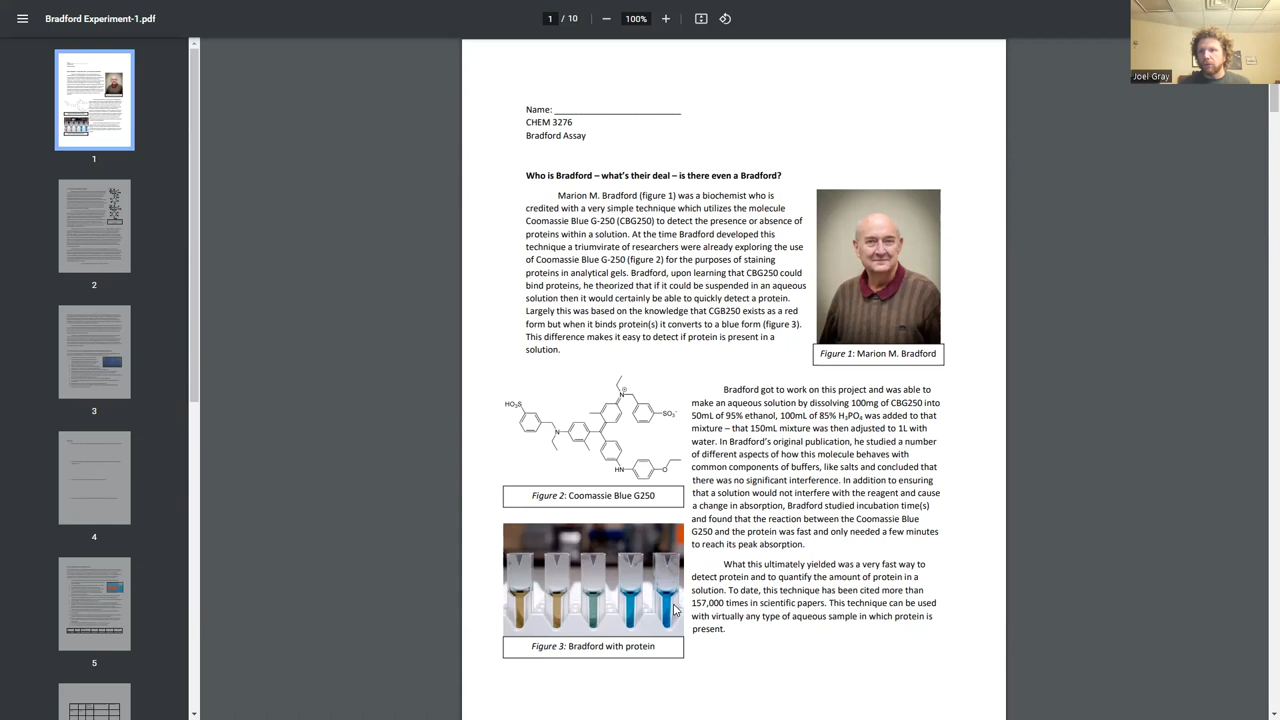 Bradford Experiment-1.pdf
1 / 10
100%
Joel Gray
1
2
3
4
5
Name:
CHEM 3276
Bradford Assay
Who is Bradford – what's their deal – is there even a Bradford?
Marion M. Bradford (figure 1) was a biochemist who is
credited with a very simple technique which utilizes the molecule
Coomassie Blue G-250 (CBG250) to detect the presence or absence of
proteins within a solution. At the time Bradford developed this
technique a triumvirate of researchers were already exploring the use
of Coomassie Blue G-250 (figure 2) for the purposes of staining
proteins in analytical gels. Bradford, upon learning that CBG250 could
bind proteins, he theorized that if it could be suspended in an aqueous
solution then it would certainly be able to quickly detect a protein.
Largely this was based on the knowledge that CGB250 exists as a red
form but when it binds protein(s) it converts to a blue form (figure 3).
This difference makes it easy to detect if protein is present in a
solution.
Figure 1: Marion M. Bradford
HO₃S
N
SO₃⁻
N
HN
O
Figure 2: Coomassie Blue G250
Figure 3: Bradford with protein
Bradford got to work on this project and was able to
make an aqueous solution by dissolving 100mg of CBG250 into
50mL of 95% ethanol, 100mL of 85% H₃PO₄ was added to that
mixture – that 150mL mixture was then adjusted to 1L with
water. In Bradford's original publication, he studied a number
of different aspects of how this molecule behaves with
common components of buffers, like salts and concluded that
there was no significant interference. In addition to ensuring
that a solution would not interfere with the reagent and cause
a change in absorption, Bradford studied incubation time(s)
and found that the reaction between the Coomassie Blue
G250 and the protein was fast and only needed a few minutes
to reach its peak absorption.
What this ultimately yielded was a very fast way to
detect protein and to quantify the amount of protein in a
solution. To date, this technique has been cited more than
157,000 times in scientific papers. This technique can be used
with virtually any type of aqueous sample in which protein is
present.